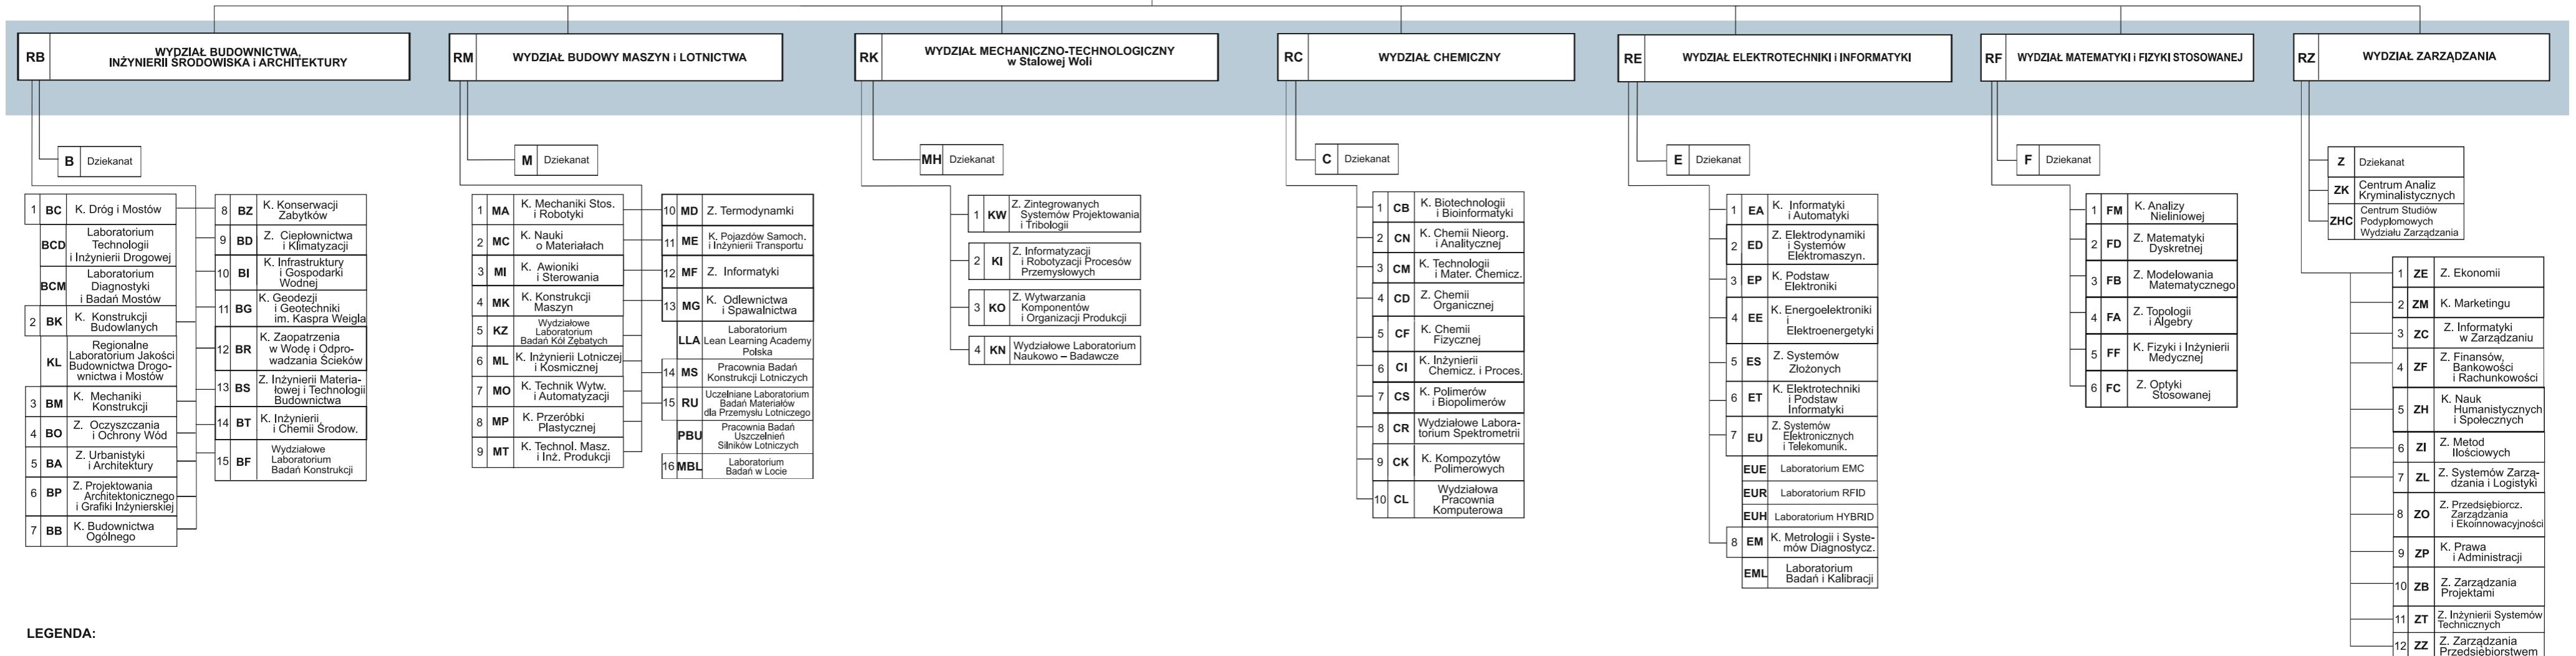 RB
WYDZIAŁ BUDOWNICTWA,
INŻYNIERII ŚRODOWISKA i ARCHITEKTURY
B Dziekanat
1 BC K. Dróg i Mostów
BCD Laboratorium
Technologii
i Inżynierii Drogowej
BCM Laboratorium
Diagnostyki
i Badań Mostów
2 BK K. Konstrukcji
Budowlanych
KL Regionalne
Laboratorium Jakości
Budownictwa Drogo-
wnictwa i Mostów
3 BM K. Mechaniki
Konstrukcji
4 BO Z. Oczyszczania
i Ochrony Wód
5 BA Z. Urbanistyki
i Architektury
6 BP Z. Projektowania
Architektonicznego
i Grafiki Inżynierskiej
7 BB K. Budownictwa
Ogólnego
8 BZ K. Konserwacji
Zabytków
9 BD Z. Ciepłownictwa
i Klimatyzacji
10 BI K. Infrastruktury
i Gospodarki
Wodnej
11 BG K. Geodezji
i Geotechniki
im. Kaspra Weigla
12 BR K. Zaopatrzenia
w Wodę i Odpro-
wadzania Ścieków
13 BS Z. Inżynierii Materia-
łowej i Technologii
Budownictwa
14 BT K. Inżynierii
i Chemii Środow.
15 BF Wydziałowe
Laboratorium
Badań Konstrukcji
RM WYDZIAŁ BUDOWY MASZYN i LOTNICTWA
M Dziekanat
1 MA K. Mechaniki Stos.
i Robotyki
2 MC K. Nauki
o Materiałach
3 MI K. Awioniki
i Sterowania
4 MK K. Konstrukcji
Maszyn
5 KZ Wydziałowe
Laboratorium
Badań Kół Zębatych
6 ML K. Inżynierii Lotniczej
i Kosmicznej
7 MO K. Technik Wytw.
i Automatyzacji
8 MP K. Przeróbki
Plastycznej
9 MT K. Technol. Masz.
i Inż. Produkcji
10 MD Z. Termodynamki
11 ME K. Pojazdów Samoch.
i Inżynierii Transportu
12 MF Z. Informatyki
13 MG K. Odlewnictwa
i Spawalnictwa
LLA Laboratorium
Lean Learning Academy
Polska
14 MS Pracownia Badań
Konstrukcji Lotniczych
15 RU Uczelniane Laboratorium
Badań Materiałów
dla Przemysłu Lotniczego
PBU Pracownia Badań
Uszczelnień
Silników Lotniczych
16 MBL Laboratorium
Badań w Locie
RK WYDZIAŁ MECHANICZNO-TECHNOLOGICZNY
w Stalowej Woli
MH Dziekanat
1 KW Z. Zintegrowanych
Systemów Projektowania
i Tribologii
2 KI Z. Informatyzacji
i Robotyzacji Procesów
Przemysłowych
3 KO Z. Wytwarzania
Komponentów
i Organizacji Produkcji
4 KN Wydziałowe Laboratorium
Naukowo – Badawcze
RC WYDZIAŁ CHEMICZNY
C Dziekanat
1 CB K. Biotechnologii
i Bioinformatyki
2 CN K. Chemii Nieorg.
i Analitycznej
3 CM K. Technologii
i Mater. Chemicz.
4 CD Z. Chemii
Organicznej
5 CF K. Chemii
Fizycznej
6 CI K. Inżynierii
Chemicz. i Proces.
7 CS K. Polimerów
i Biopolimerów
8 CR Wydziałowe Labora-
torium Spektrometrii
9 CK K. Kompozytów
Polimerowych
10 CL Wydziałowa
Pracownia
Komputerowa
RE WYDZIAŁ ELEKTROTECHNIKI i INFORMATYKI
E Dziekanat
1 EA K. Informatyki
i Automatyki
2 ED Z. Elektrodynamiki
i Systemów
Elektromaszyn.
3 EP K. Podstaw
Elektroniki
4 EE K. Energoelektroniki
i
Elektroenergetyki
5 ES Z. Systemów
Złożonych
6 ET K. Elektrotechniki
i Podstaw
Informatyki
7 EU Z. Systemów
Elektronicznych
i Telekomunik.
EUE Laboratorium EMC
EUR Laboratorium RFID
EUH Laboratorium HYBRID
8 EM K. Metrologii i Syste-
mów Diagnostycz.
EML Laboratorium
Badań i Kalibracji
RF WYDZIAŁ MATEMATYKI i FIZYKI STOSOWANEJ
F Dziekanat
1 FM K. Analizy
Nieliniowej
2 FD Z. Matematyki
Dyskretnej
3 FB Z. Modelowania
Matematycznego
4 FA Z. Topologii
i Algebry
5 FF K. Fizyki i Inżynierii
Medycznej
6 FC Z. Optyki
Stosowanej
RZ WYDZIAŁ ZARZĄDZANIA
Z Dziekanat
ZK Centrum Analiz
Kryminalistycznych
ZHC Centrum Studiów
Podyplomowych
Wydziału Zarządzania
1 ZE Z. Ekonomii
2 ZM K. Marketingu
3 ZC Z. Informatyki
w Zarządzaniu
4 ZF Z. Finansów,
Bankowości
i Rachunkowości
5 ZH K. Nauk
Humanistycznych
i Społecznych
6 ZI Z. Metod
Ilościowych
7 ZL Z. Systemów Zarzą-
dzania i Logistyki
8 ZO Z. Przedsiębiorcz.
Zarządzania
i Ekoinnowacyjności
9 ZP K. Prawa
i Administracji
10 ZB Z. Zarządzania
Projektami
11 ZT Z. Inżynierii Systemów
Technicznych
12 ZZ Z. Zarządzania
Przedsiębiorstwem
LEGENDA: